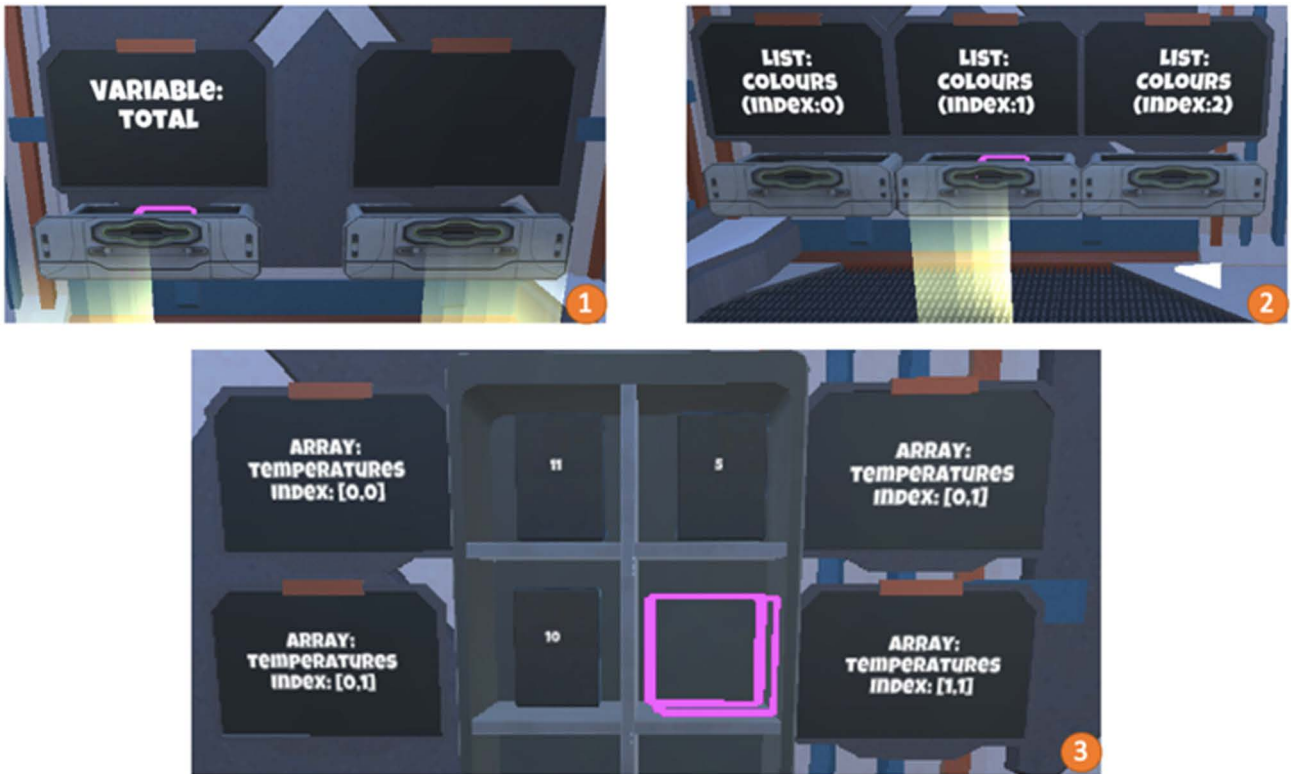 VARIABLE:
TOTAL
1
LIST:
COLOURS
(INDEX:0)
LIST:
COLOURS
(INDEX:1)
LIST:
COLOURS
(INDEX:2)
2
ARRAY:
TEMPERATURES
INDEX: [0,0]
11
5
ARRAY:
TEMPERATURES
INDEX: [0,1]
ARRAY:
TEMPERATURES
INDEX: [0,1]
10
ARRAY:
TEMPERATURES
INDEX: [1,1]
3